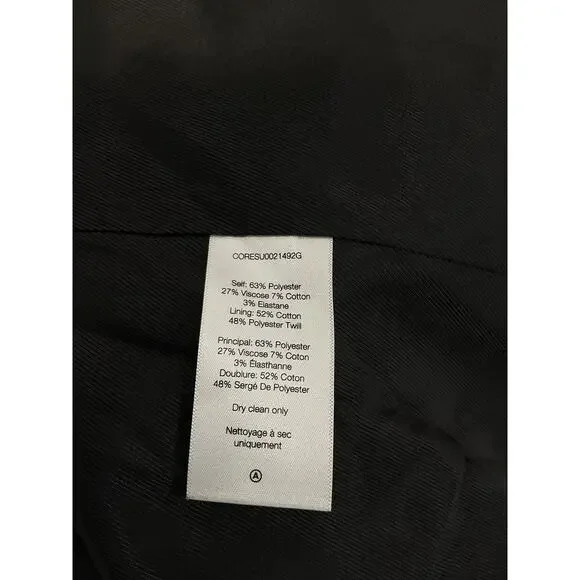 CORESU0021492G
Self: 63% Polyester
27% Viscose 7% Cotton
3% Elastane
Lining: 52% Cotton
48% Polyester Twill
Principal: 63% Polyester
27% Viscose 7% Cotton
3% Élasthanne
Doublure: 52% Coton
48% Sergé De Polyester
Dry clean only
Nettoyage à sec
uniquement
A